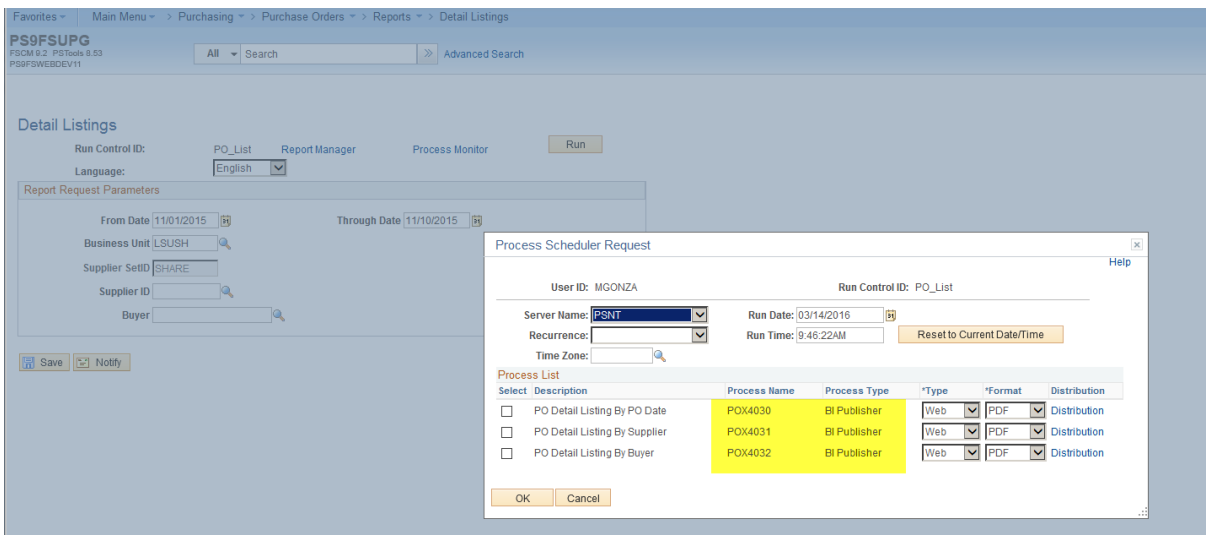 Favorites Main Menu > Purchasing > Purchase Orders > Reports > Detail Listings
PS9FSUPG
FSCM 9.2 PSTools 8.53
PS9FSWEBDEV11
All Search >> Advanced Search
Detail Listings
Run Control ID: PO_List Report Manager Process Monitor Run
Language: English
Report Request Parameters
From Date 11/01/2015 Through Date 11/10/2015
Business Unit LSUSH
Supplier SetID SHARE
Supplier ID
Buyer
Save Notify
Process Scheduler Request
Help
User ID: MGONZA Run Control ID: PO_List
Server Name: PSNT Run Date: 03/14/2016
Recurrence: Run Time: 9:46:22AM Reset to Current Date/Time
Time Zone:
Process List
Select Description Process Name Process Type *Type *Format Distribution
PO Detail Listing By PO Date POX4030 BI Publisher Web PDF Distribution
PO Detail Listing By Supplier POX4031 BI Publisher Web PDF Distribution
PO Detail Listing By Buyer POX4032 BI Publisher Web PDF Distribution
OK Cancel